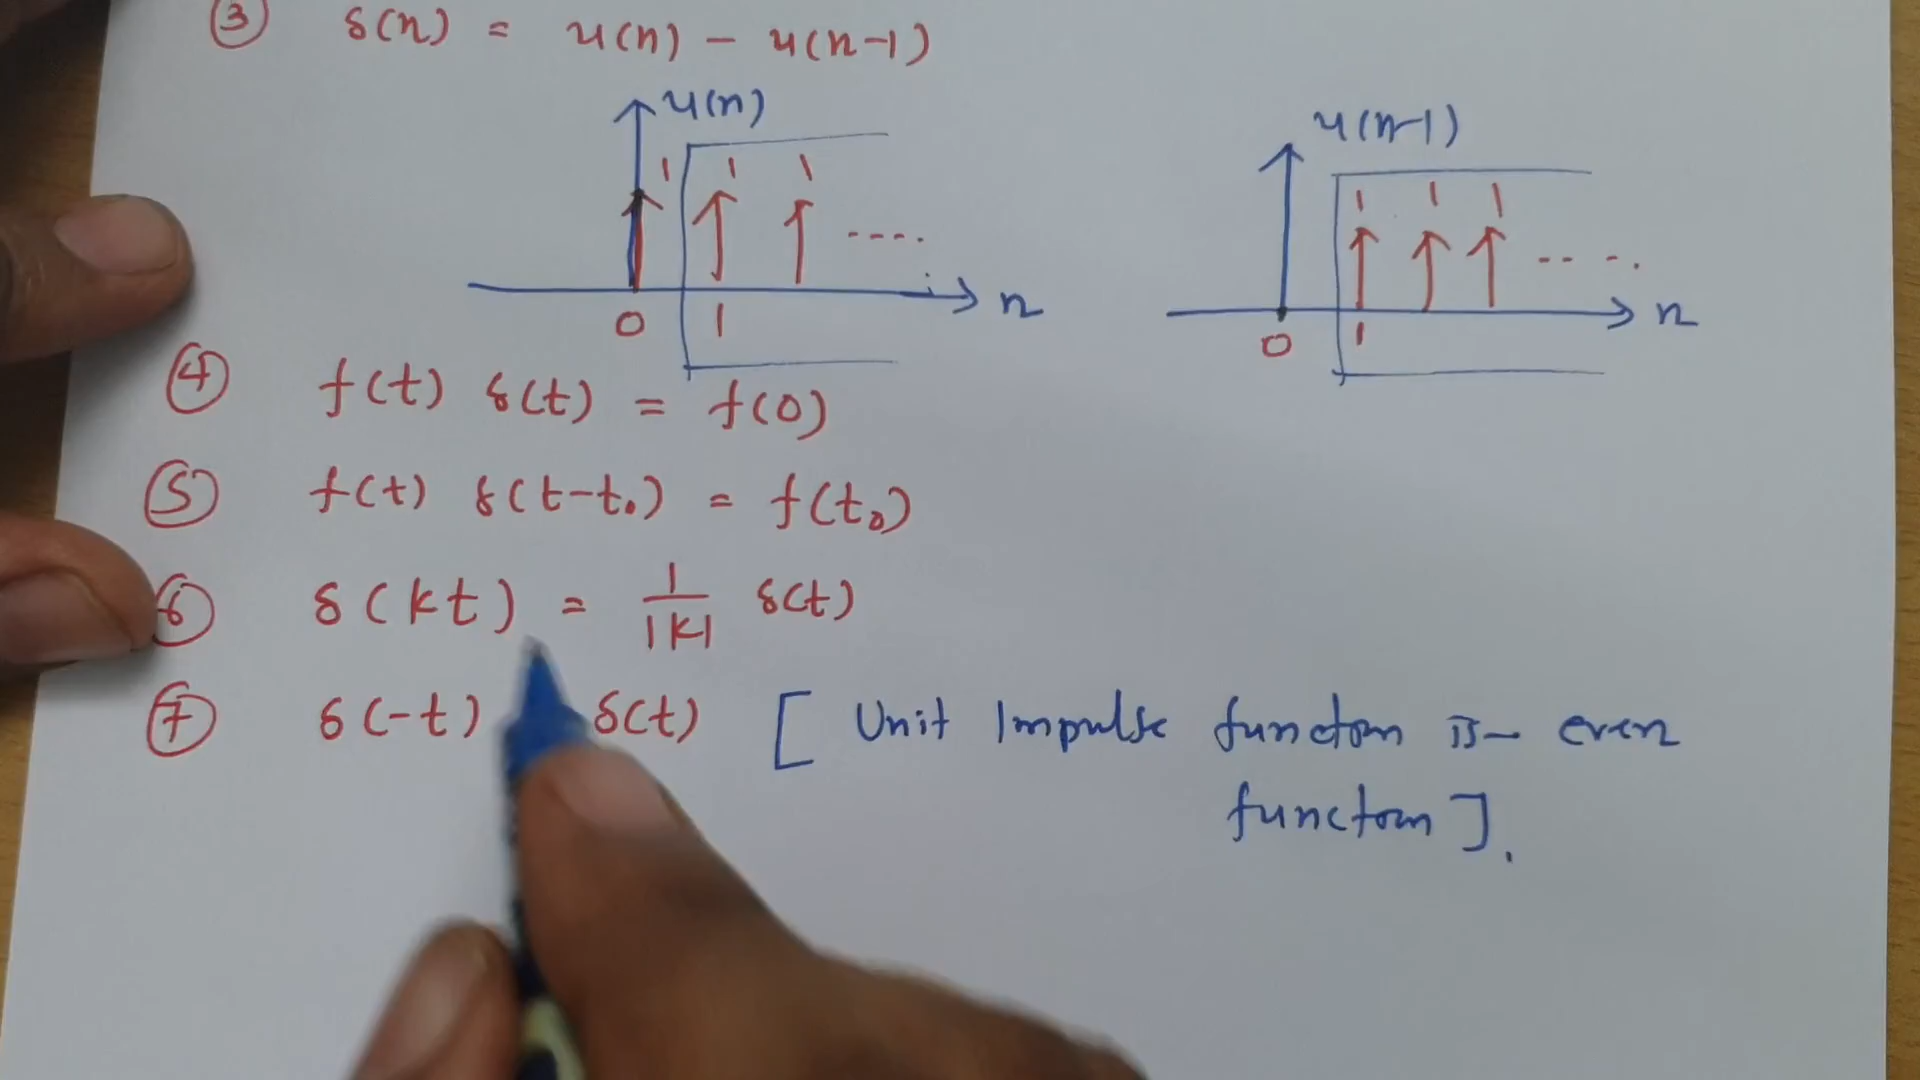 ③ δ(n) = u(n) - u(n-1)
u(n)
1 1 1 ----.
0 1
n
u(n-1)
1 1 1 -- --.
0 1
n
④ f(t) δ(t) = f(0)
⑤ f(t) δ(t-t₀) = f(t₀)
⑥ δ(kt) = 1/|k| δ(t)
⑦ δ(-t) δ(t) [ Unit Impulse function is even
function ].